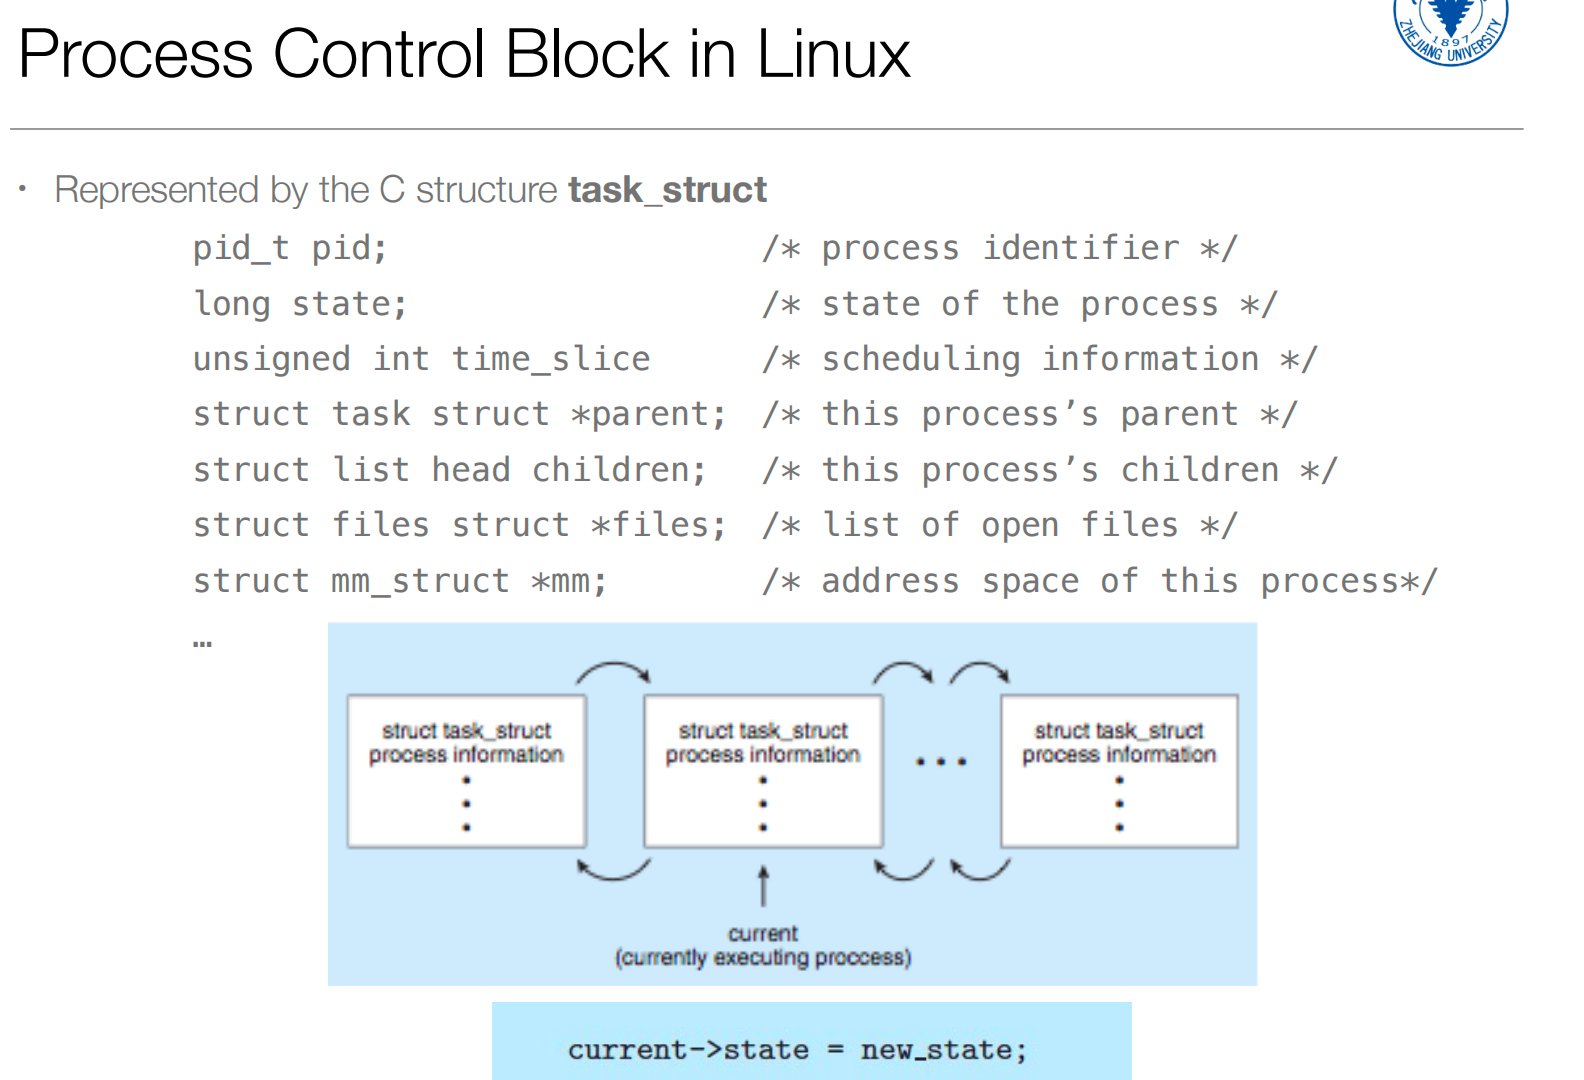 Process Control Block in Linux
ZHEJIANG UNIVERSITY
1897
• Represented by the C structure task_struct
pid_t pid; /* process identifier */
long state; /* state of the process */
unsigned int time_slice /* scheduling information */
struct task struct *parent; /* this process’s parent */
struct list head children; /* this process’s children */
struct files struct *files; /* list of open files */
struct mm_struct *mm; /* address space of this process*/
…
struct task_struct
process information
struct task_struct
process information
• • •
struct task_struct
process information
current
(currently executing proccess)
current->state = new_state;